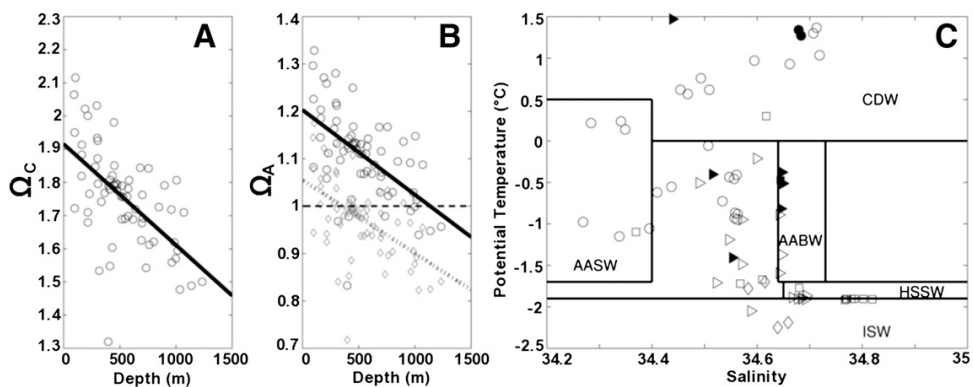 A
Ω_C
2.3
2.2
2.1
2.0
1.9
1.8
1.7
1.6
1.5
1.4
1.3
0 500 1000 1500
Depth (m)
B
Ω_A
1.4
1.3
1.2
1.1
1.0
0.9
0.8
0.7
0 500 1000 1500
Depth (m)
C
Potential Temperature (°C)
1.5
1
0.5
0
-0.5
-1
-1.5
-2
-2.5
CDW
AASW
AABW
HSSW
ISW
34.2 34.4 34.6 34.8 35
Salinity